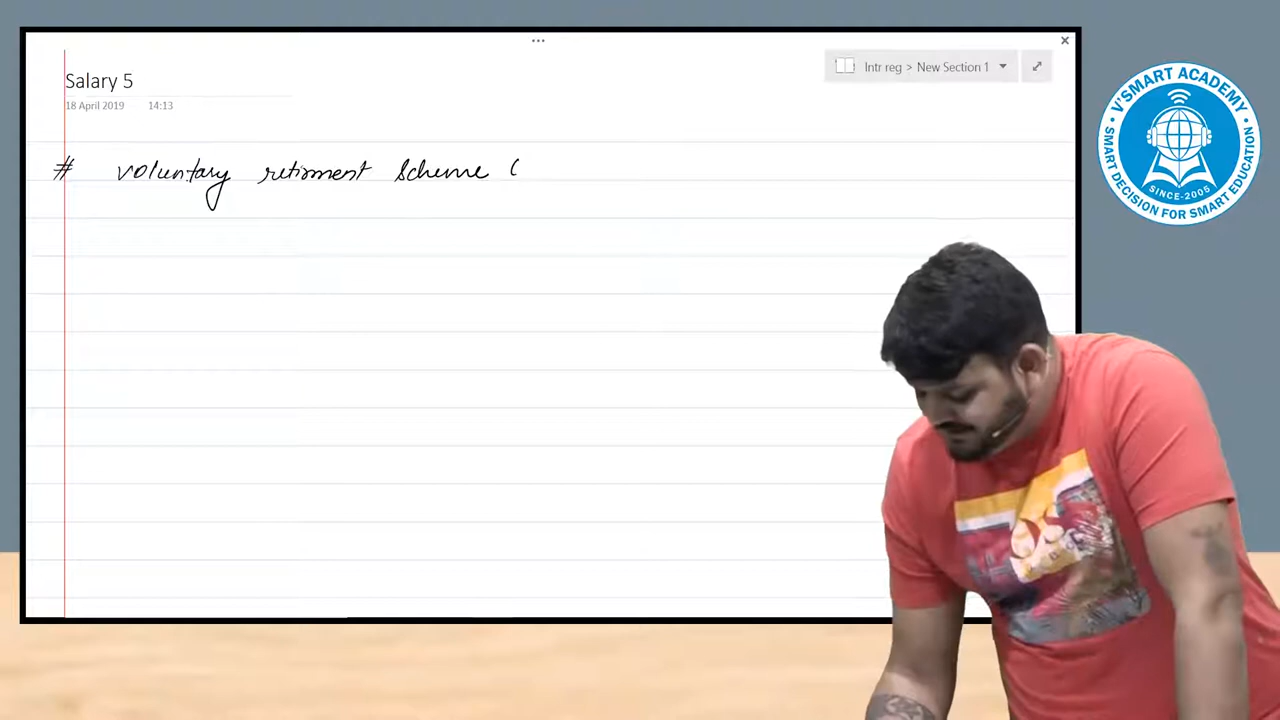 Salary 5
18 April 2019 14:13
Intr reg > New Section 1
# voluntary retirment Scheme (
• V'SMART ACADEMY •
SINCE-2005
SMART DECISION FOR SMART EDUCATION